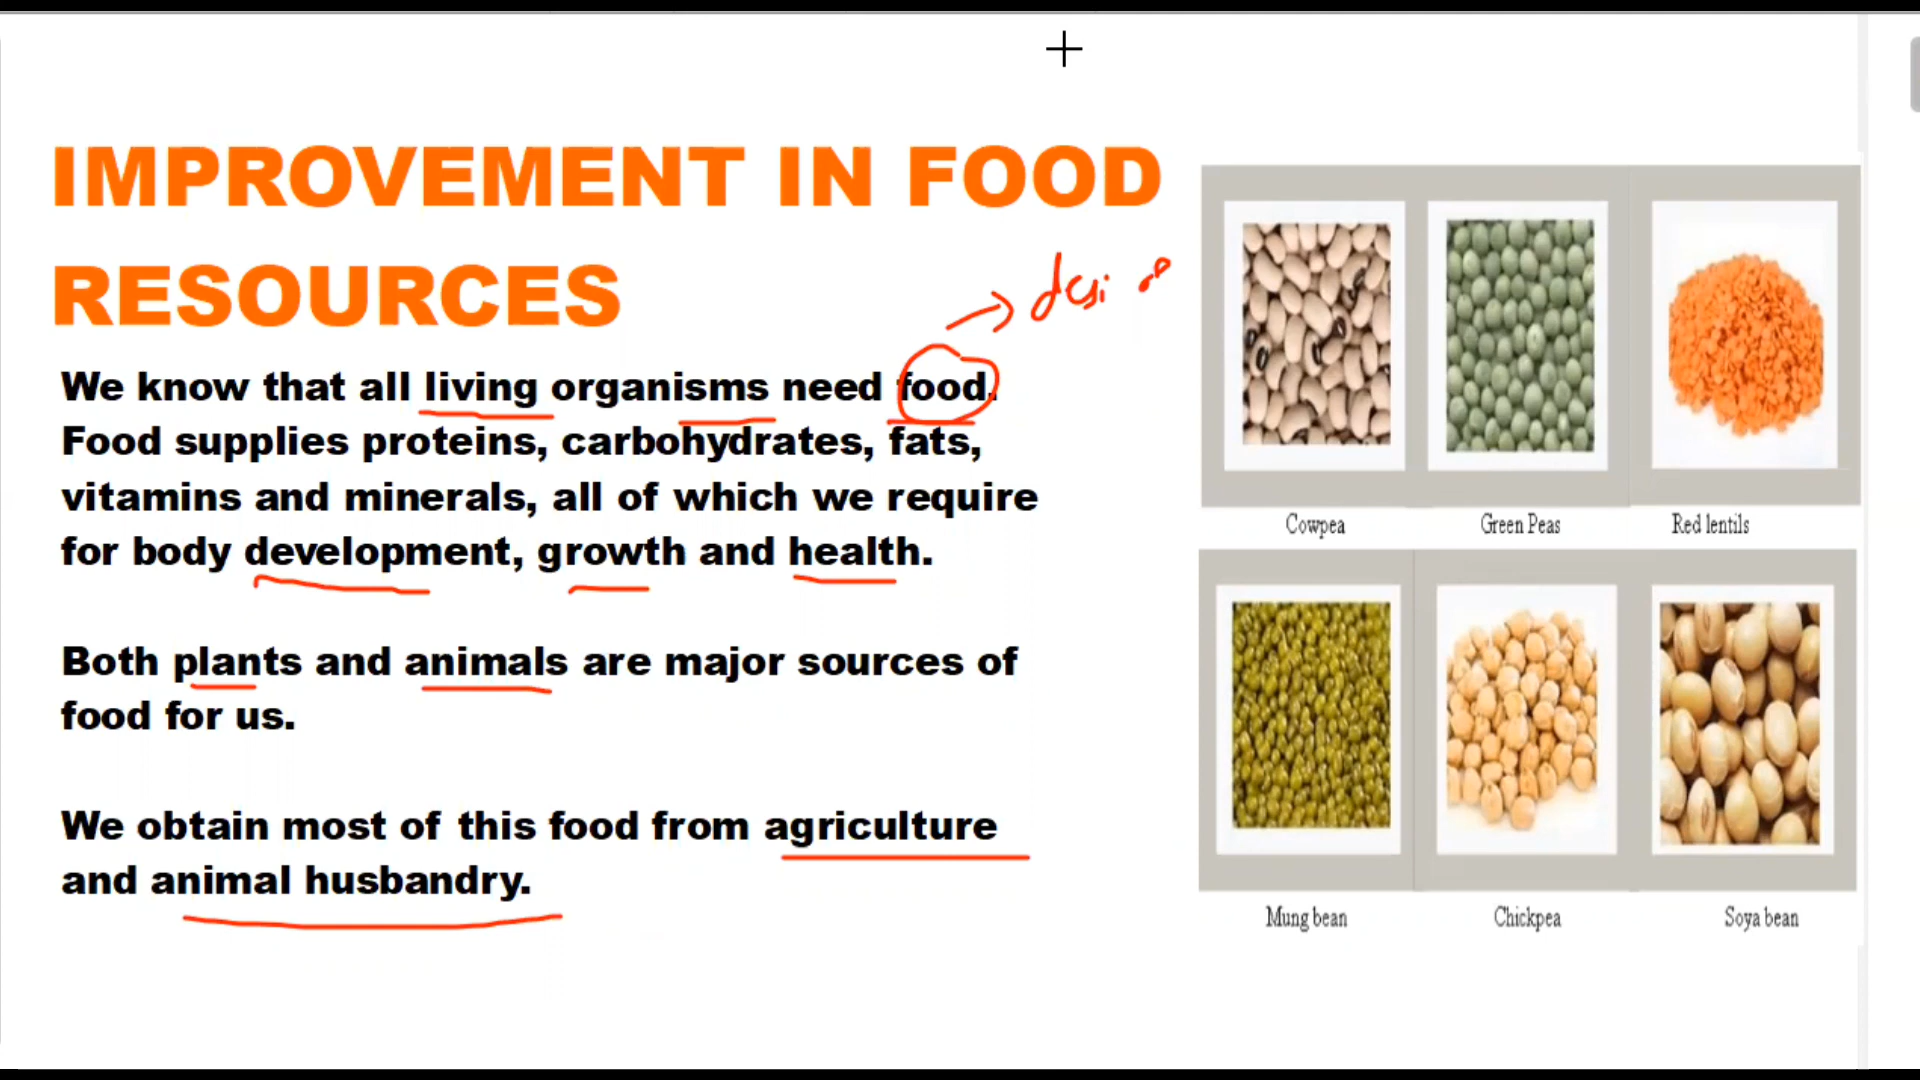 IMPROVEMENT IN FOOD
RESOURCES
We know that all living organisms need food.
Food supplies proteins, carbohydrates, fats,
vitamins and minerals, all of which we require
for body development, growth and health.
Both plants and animals are major sources of
food for us.
We obtain most of this food from agriculture
and animal husbandry.
Cowpea Green Peas Red lentils
Mung bean Chickpea Soya bean